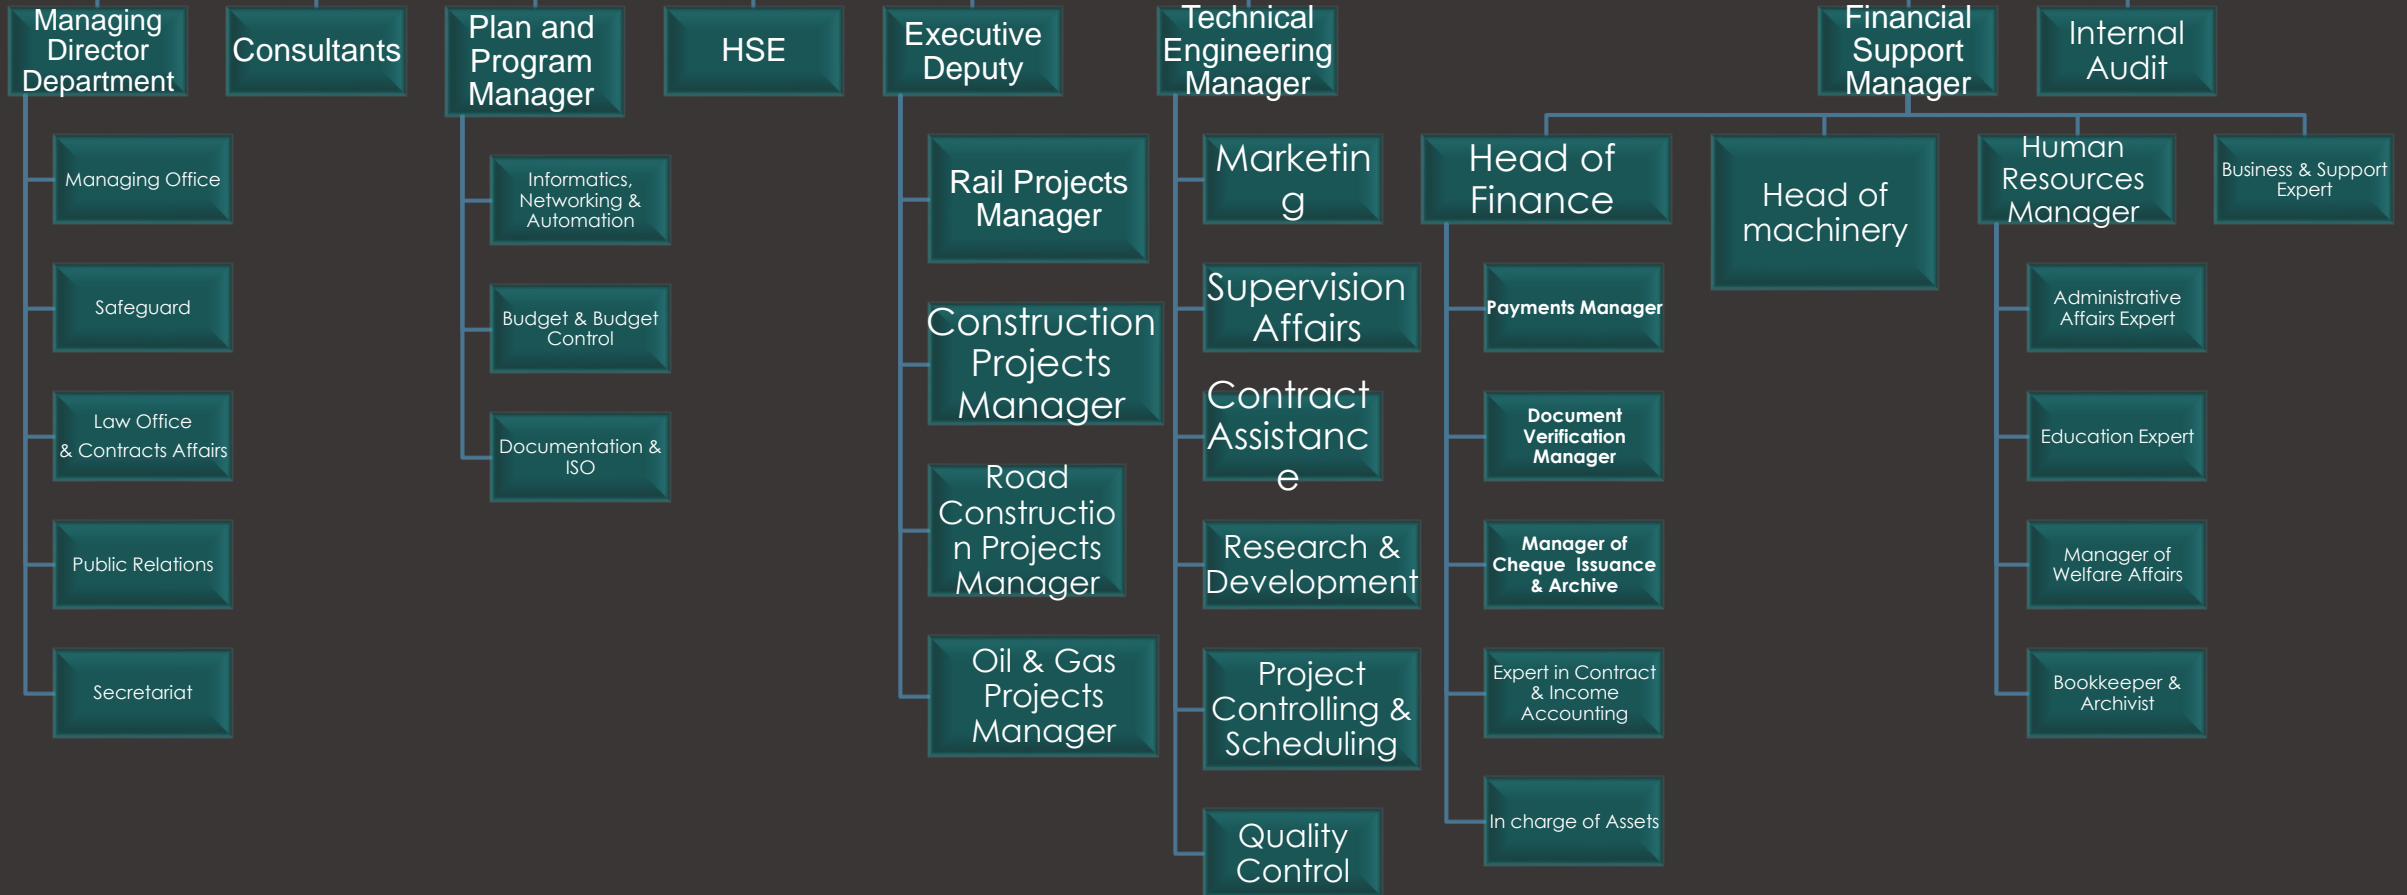 Managing
Director
Department
Consultants
Plan and
Program
Manager
HSE
Executive
Deputy
Technical
Engineering
Manager
Financial
Support
Manager
Internal
Audit
Managing Office
Safeguard
Law Office
& Contracts Affairs
Public Relations
Secretariat
Informatics,
Networking &
Automation
Budget & Budget
Control
Documentation &
ISO
Rail Projects
Manager
Construction
Projects
Manager
Road
Constructio
n Projects
Manager
Oil & Gas
Projects
Manager
Marketin
g
Supervision
Affairs
Contract
Assistanc
e
Research &
Development
Project
Controlling &
Scheduling
Quality
Control
Head of
Finance
Payments Manager
Document
Verification
Manager
Manager of
Cheque Issuance
& Archive
Expert in Contract
& Income
Accounting
In charge of Assets
Head of
machinery
Human
Resources
Manager
Administrative
Affairs Expert
Education Expert
Manager of
Welfare Affairs
Bookkeeper &
Archivist
Business & Support
Expert